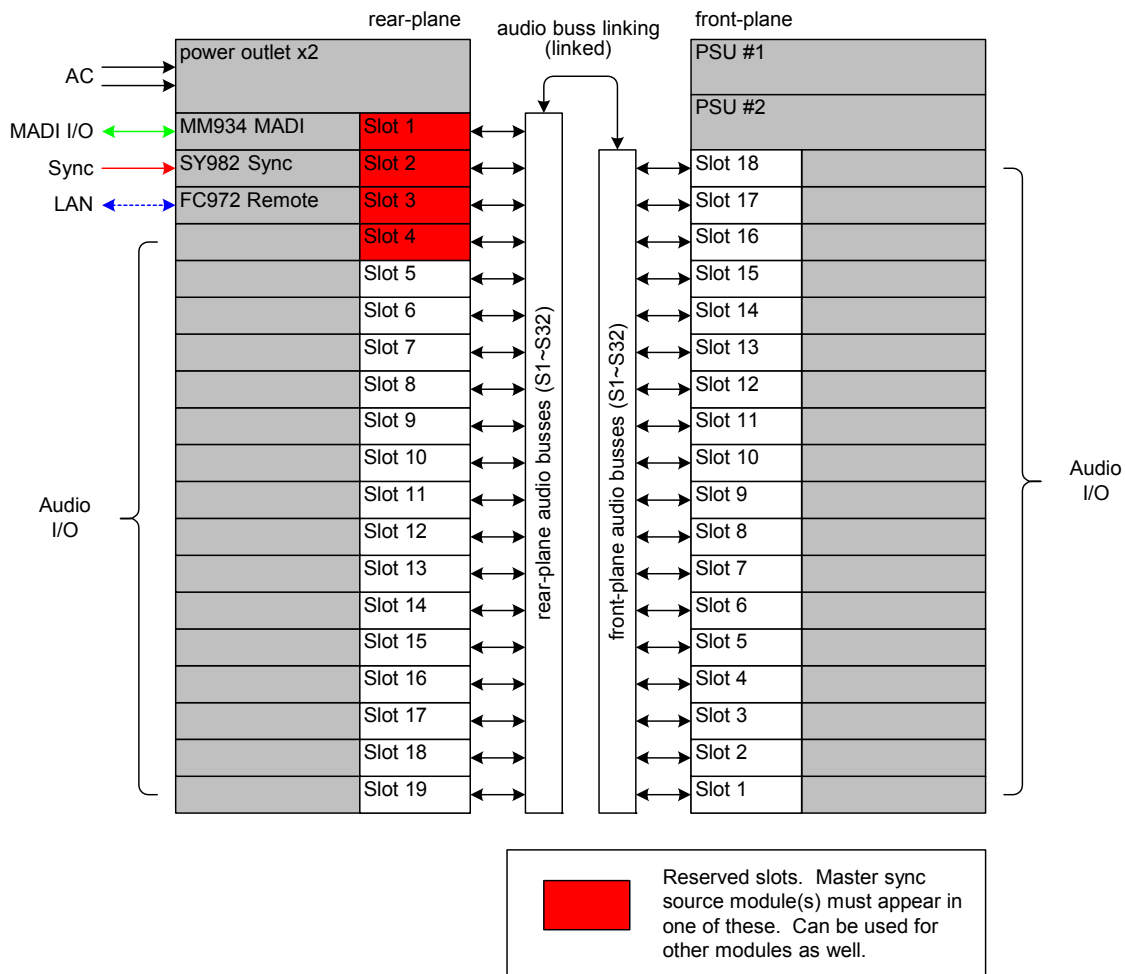 rear-plane
audio buss linking
(linked)
front-plane
power outlet x2
AC
PSU #1
PSU #2
MADI I/O
MM934 MADI
Slot 1
Sync
SY982 Sync
Slot 2
LAN
FC972 Remote
Slot 3
Slot 4
Slot 5
Slot 6
Slot 7
Slot 8
Slot 9
Slot 10
Slot 11
Slot 12
Slot 13
Slot 14
Slot 15
Slot 16
Slot 17
Slot 18
Slot 19
Audio
I/O
rear-plane audio busses (S1~S32)
front-plane audio busses (S1~S32)
Slot 18
Slot 17
Slot 16
Slot 15
Slot 14
Slot 13
Slot 12
Slot 11
Slot 10
Slot 9
Slot 8
Slot 7
Slot 6
Slot 5
Slot 4
Slot 3
Slot 2
Slot 1
Audio
I/O
Reserved slots.  Master sync
source module(s) must appear in
one of these.  Can be used for
other modules as well.